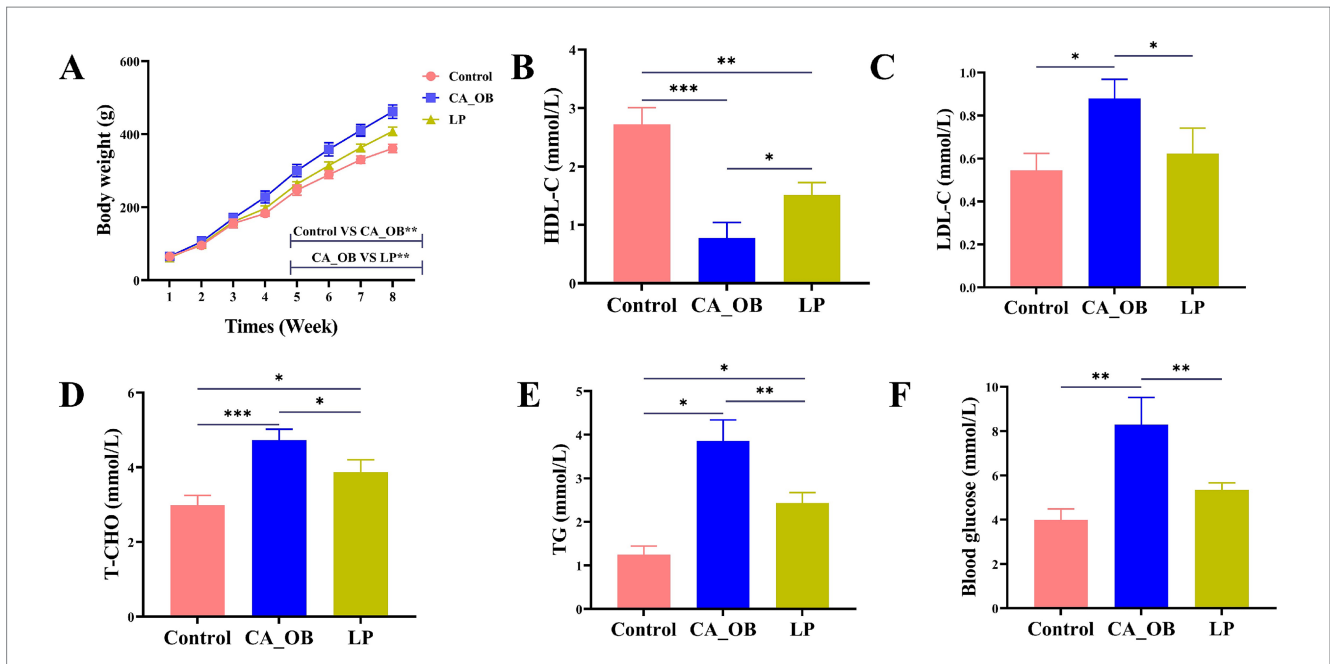 A
Body weight (g)
600
400
200
0
1 2 3 4 5 6 7 8
Times (Week)
Control
CA_OB
LP
Control VS CA_OB**
CA_OB VS LP**
B
HDL-C (mmol/L)
4
3
2
1
0
**
***
*
Control CA_OB LP
C
LDL-C (mmol/L)
1.0
0.8
0.6
0.4
0.2
0.0
* *
Control CA_OB LP
D
T-CHO (mmol/L)
6
4
2
0
*
***
*
Control CA_OB LP
E
TG (mmol/L)
5
4
3
2
1
0
*
* **
Control CA_OB LP
F
Blood glucose (mmol/L)
10
8
6
4
2
0
** **
Control CA_OB LP